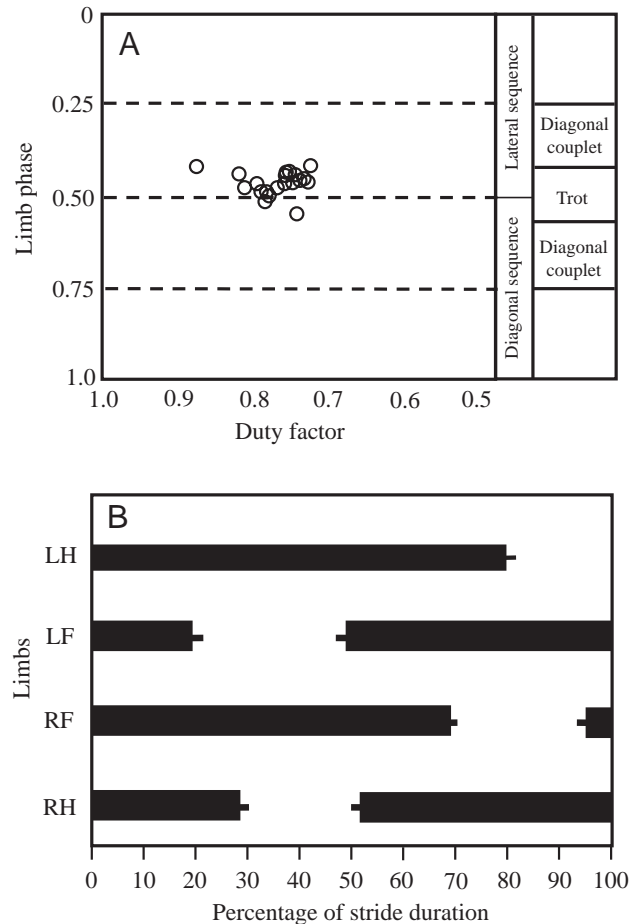 A
0
0.25
0.50
0.75
1.0
Limb phase
1.0 0.9 0.8 0.7 0.6 0.5
Duty factor
Lateral sequence
Diagonal sequence
Diagonal
couplet
Trot
Diagonal
couplet
B
LH
LF
RF
RH
Limbs
0 10 20 30 40 50 60 70 80 90 100
Percentage of stride duration